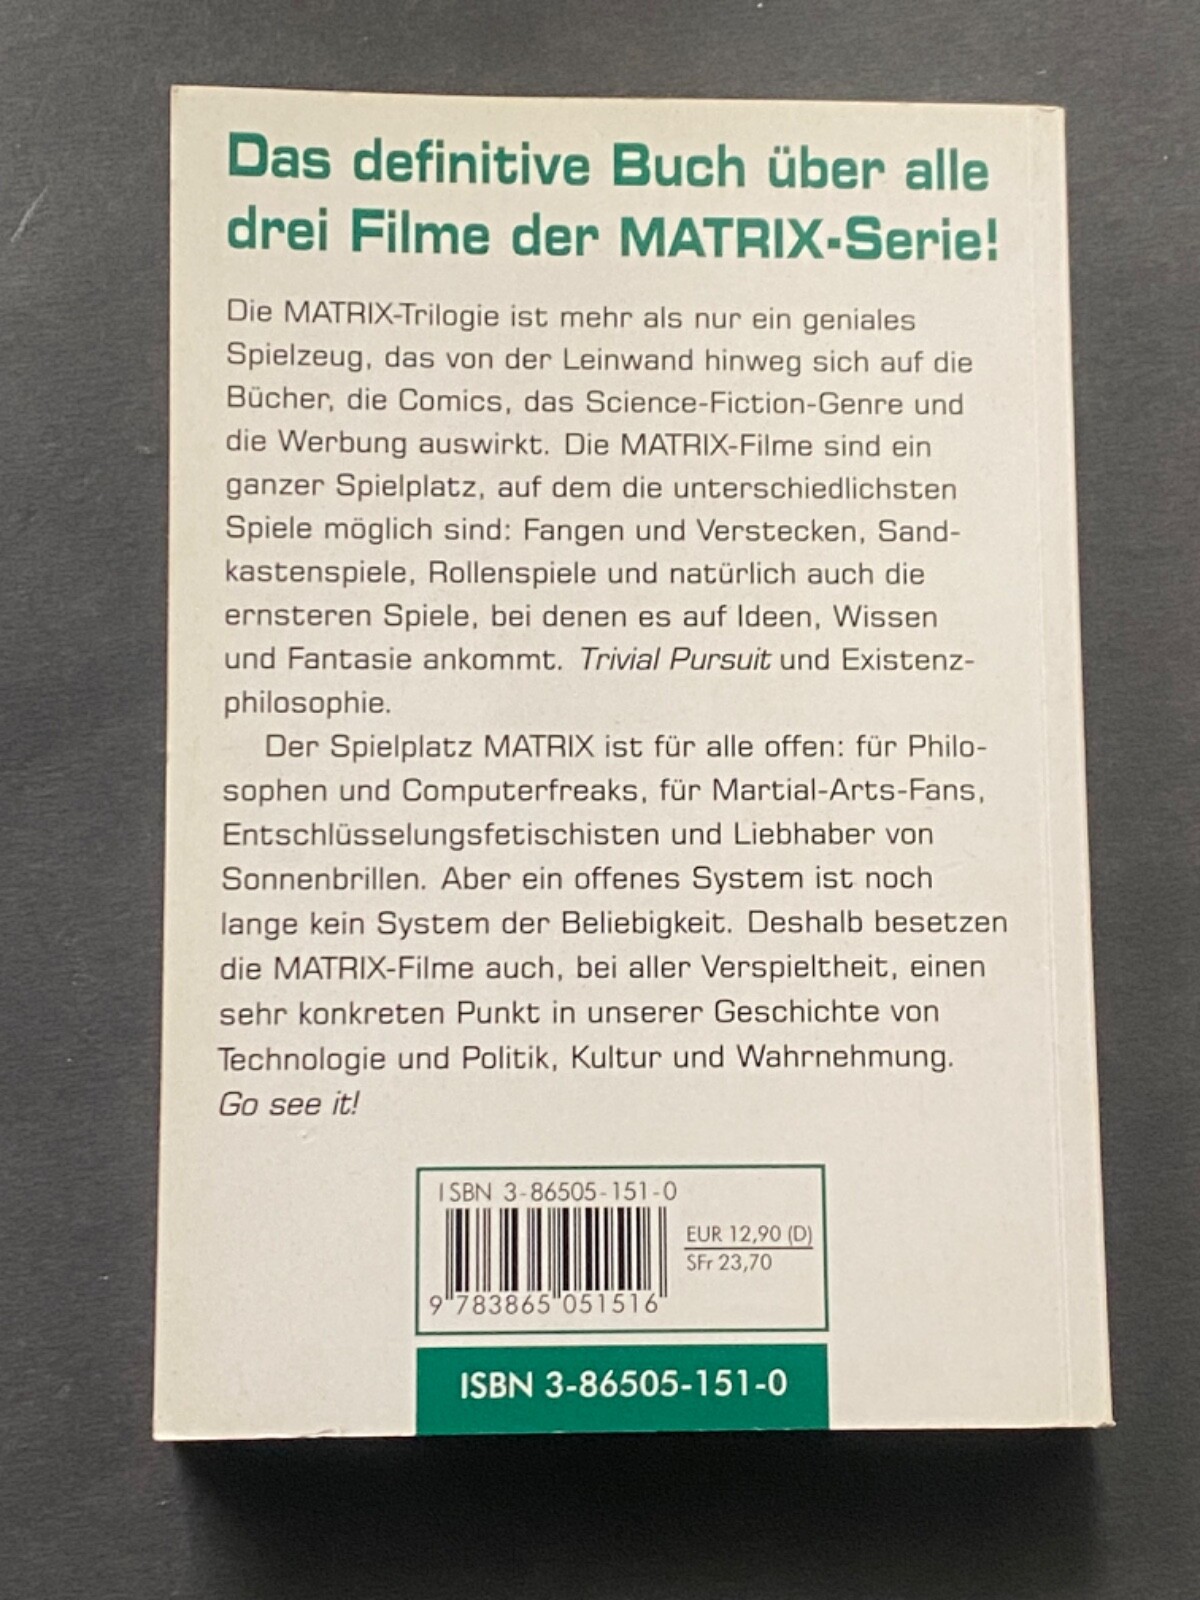 Das definitive Buch über alle
drei Filme der MATRIX-Serie!
Die MATRIX-Trilogie ist mehr als nur ein geniales
Spielzeug, das von der Leinwand hinweg sich auf die
Bücher, die Comics, das Science-Fiction-Genre und
die Werbung auswirkt. Die MATRIX-Filme sind ein
ganzer Spielplatz, auf dem die unterschiedlichsten
Spiele möglich sind: Fangen und Verstecken, Sand-
kastenspiele, Rollenspiele und natürlich auch die
ernsteren Spiele, bei denen es auf Ideen, Wissen
und Fantasie ankommt. Trivial Pursuit und Existenz-
philosophie.
Der Spielplatz MATRIX ist für alle offen: für Philo-
sophen und Computerfreaks, für Martial-Arts-Fans,
Entschlüsselungsfetischisten und Liebhaber von
Sonnenbrillen. Aber ein offenes System ist noch
lange kein System der Beliebigkeit. Deshalb besetzen
die MATRIX-Filme auch, bei aller Verspieltheit, einen
sehr konkreten Punkt in unserer Geschichte von
Technologie und Politik, Kultur und Wahrnehmung.
Go see it!
ISBN 3-86505-151-0
EUR 12,90 (D)
SFr 23,70
9 783865 051516
ISBN 3-86505-151-0